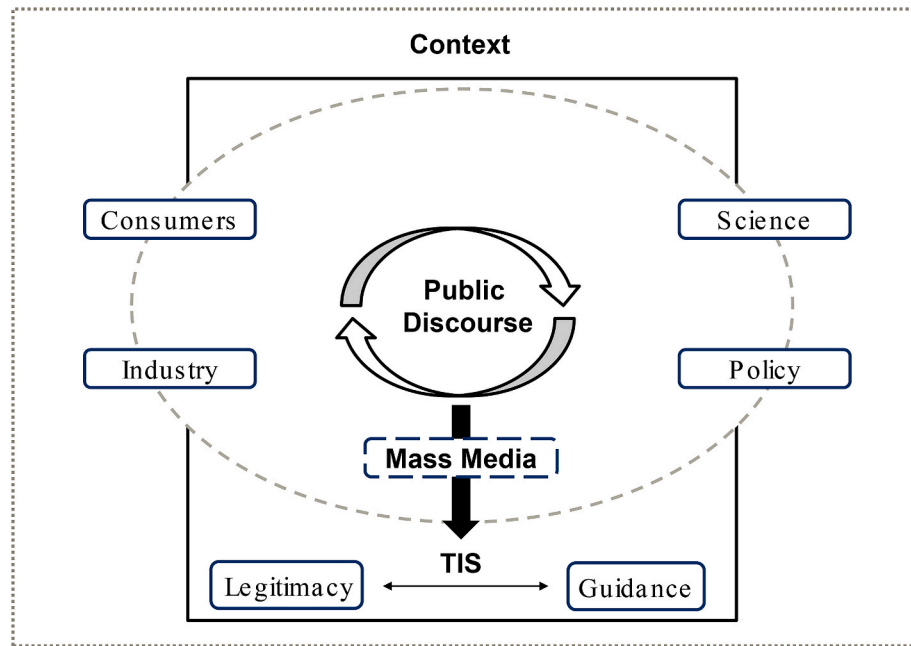 Context
Consumers
Science
Public
Discourse
Industry
Policy
Mass Media
TIS
Legitimacy
Guidance